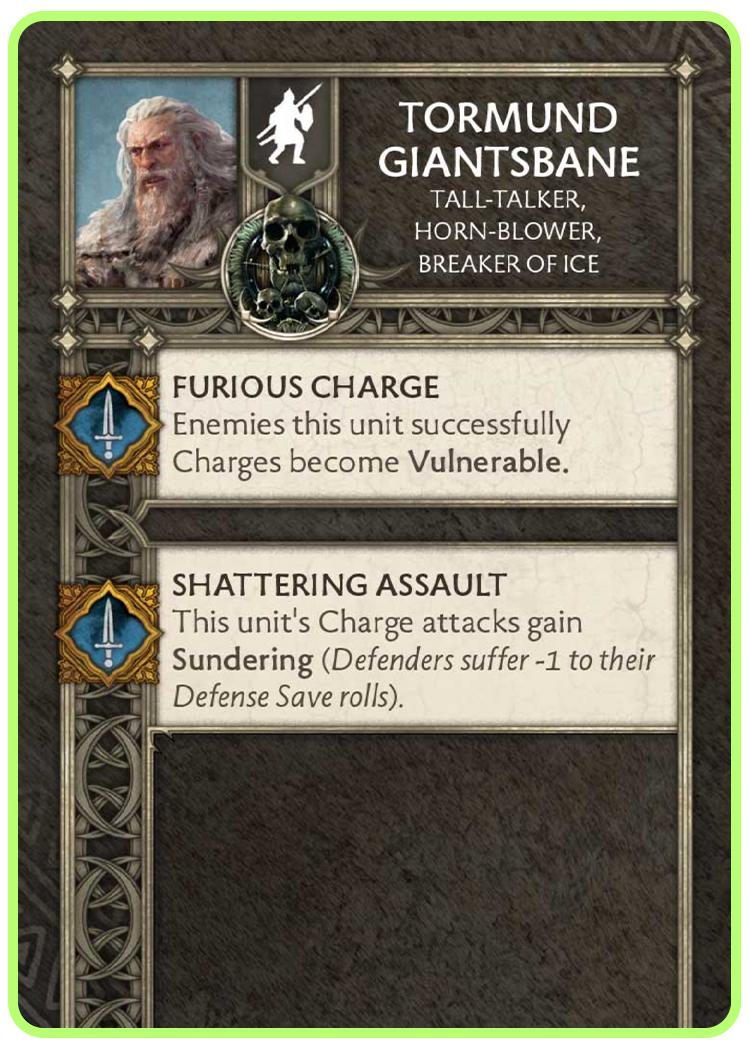 TORMUND
GIANTSBANE
TALL-TALKER,
HORN-BLOWER,
BREAKER OF ICE
FURIOUS CHARGE
Enemies this unit successfully
Charges become Vulnerable.
SHATTERING ASSAULT
This unit's Charge attacks gain
Sundering (Defenders suffer -1 to their
Defense Save rolls).